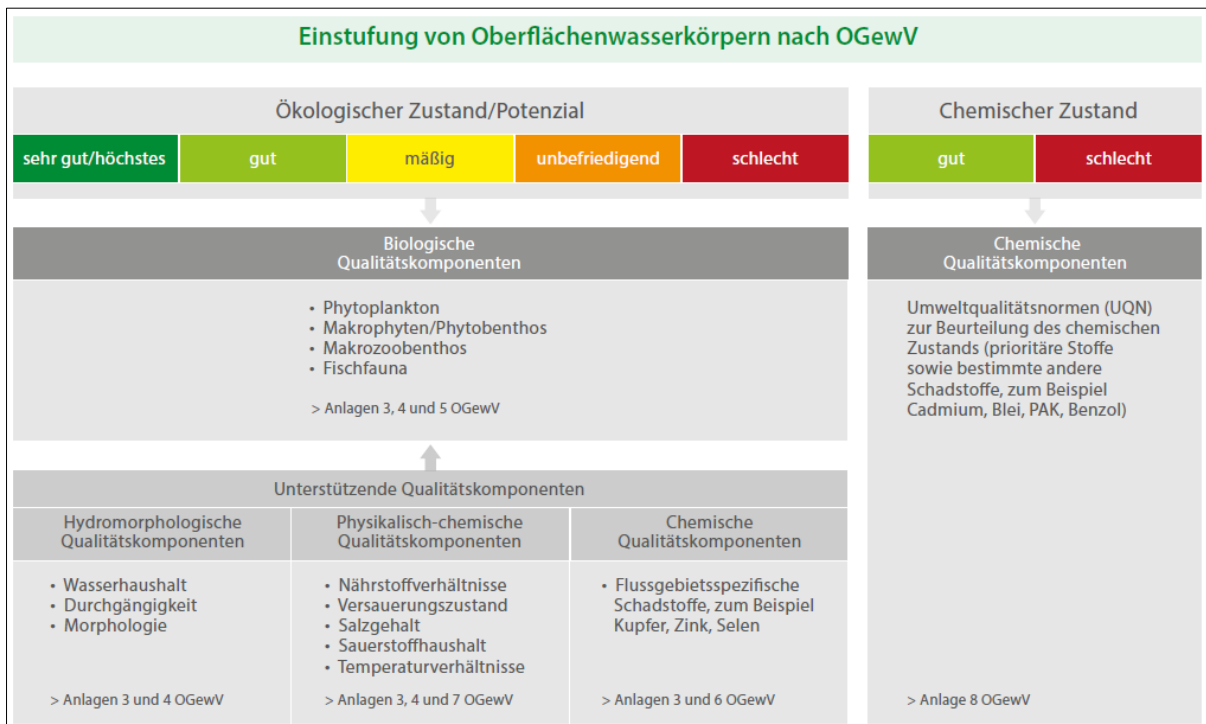 Einstufung von Oberflächenwasserkörpern nach OGewV
Ökologischer Zustand/Potenzial
sehr gut/höchstes
gut
mäßig
unbefriedigend
schlecht
Biologische
Qualitätskomponenten
• Phytoplankton
• Makrophyten/Phytobenthos
• Makrozoobenthos
• Fischfauna
> Anlagen 3, 4 und 5 OGewV
Unterstützende Qualitätskomponenten
Hydromorphologische
Qualitätskomponenten
• Wasserhaushalt
• Durchgängigkeit
• Morphologie
> Anlagen 3 und 4 OGewV
Physikalisch-chemische
Qualitätskomponenten
• Nährstoffverhältnisse
• Versauerungszustand
• Salzgehalt
• Sauerstoffhaushalt
• Temperaturverhältnisse
> Anlagen 3, 4 und 7 OGewV
Chemische
Qualitätskomponenten
• Flussgebietsspezifische
Schadstoffe, zum Beispiel
Kupfer, Zink, Selen
> Anlagen 3 und 6 OGewV
Chemischer Zustand
gut
schlecht
Chemische
Qualitätskomponenten
Umweltqualitätsnormen (UQN)
zur Beurteilung des chemischen
Zustands (prioritäre Stoffe
sowie bestimmte andere
Schadstoffe, zum Beispiel
Cadmium, Blei, PAK, Benzol)
> Anlage 8 OGewV